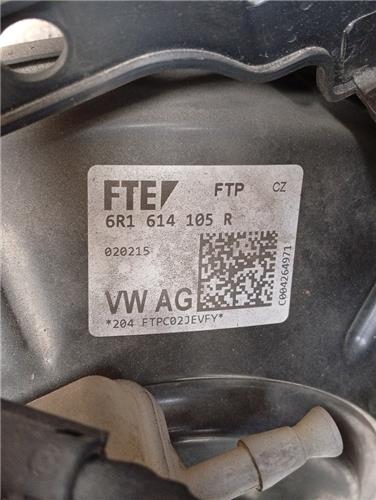 FTE FTP CZ
6R1 614 105 R
020215
VW AG
*204 FTPC02JEVFY*
C004264971